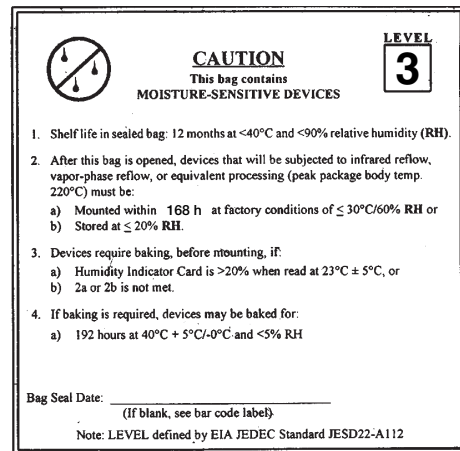 LEVEL
3
CAUTION
This bag contains
MOISTURE-SENSITIVE DEVICES
1. Shelf life in sealed bag: 12 months at <40°C and <90% relative humidity (RH).
2. After this bag is opened, devices that will be subjected to infrared reflow,
vapor-phase reflow, or equivalent processing (peak package body temp.
220°C) must be:
a) Mounted within 168 h at factory conditions of ≤ 30°C/60% RH or
b) Stored at ≤ 20% RH.
3. Devices require baking, before mounting, if:
a) Humidity Indicator Card is >20% when read at 23°C ± 5°C, or
b) 2a or 2b is not met.
4. If baking is required, devices may be baked for:
a) 192 hours at 40°C + 5°C/-0°C and <5% RH
Bag Seal Date:
(If blank, see bar code label)
Note: LEVEL defined by EIA JEDEC Standard JESD22-A112